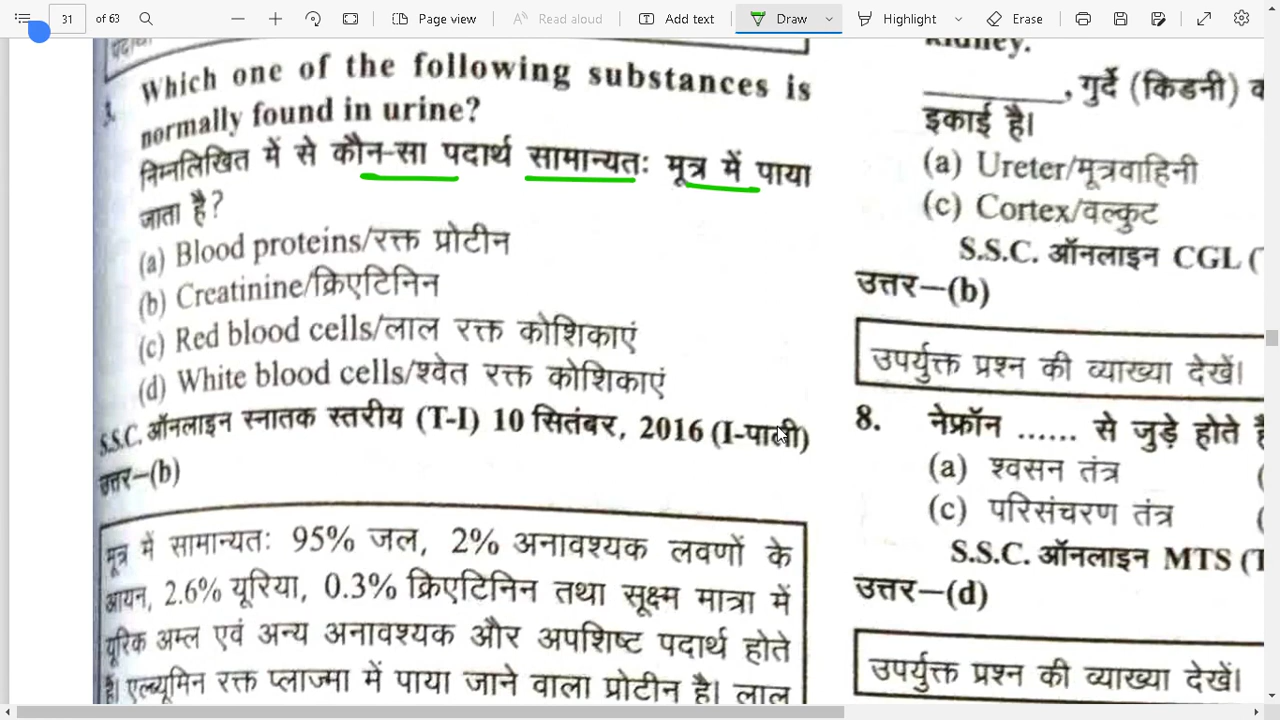 31 of 63
Page view
Read aloud
Add text
Draw
Highlight
Erase
3. Which one of the following substances is
normally found in urine?
निम्नलिखित में से कौन-सा पदार्थ सामान्यतः मूत्र में पाया
जाता है?
(a) Blood proteins/रक्त प्रोटीन
(b) Creatinine/क्रिएटिनिन
(c) Red blood cells/लाल रक्त कोशिकाएं
(d) White blood cells/श्वेत रक्त कोशिकाएं
S.S.C. ऑनलाइन स्नातक स्तरीय (T-I) 10 सितंबर, 2016 (I-पाली)
उत्तर—(b)
मूत्र में सामान्यतः 95% जल, 2% अनावश्यक लवणों के
आयन, 2.6% यूरिया, 0.3% क्रिएटिनिन तथा सूक्ष्म मात्रा में
यूरिक अम्ल एवं अन्य अनावश्यक और अपशिष्ट पदार्थ होते
हैं। एल्ब्यूमिन रक्त प्लाज्मा में पाया जाने वाला प्रोटीन है। लाल
kidney.
________, गुर्दे (किडनी) क
इकाई है।
(a) Ureter/मूत्रवाहिनी
(c) Cortex/वल्कुट
S.S.C. ऑनलाइन CGL (
उत्तर—(b)
उपर्युक्त प्रश्न की व्याख्या देखें।
8. नेफ्रॉन ...... से जुड़े होते
(a) श्वसन तंत्र
(c) परिसंचरण तंत्र
S.S.C. ऑनलाइन MTS (T
उत्तर—(d)
उपर्युक्त प्रश्न की व्याख्या देखें।